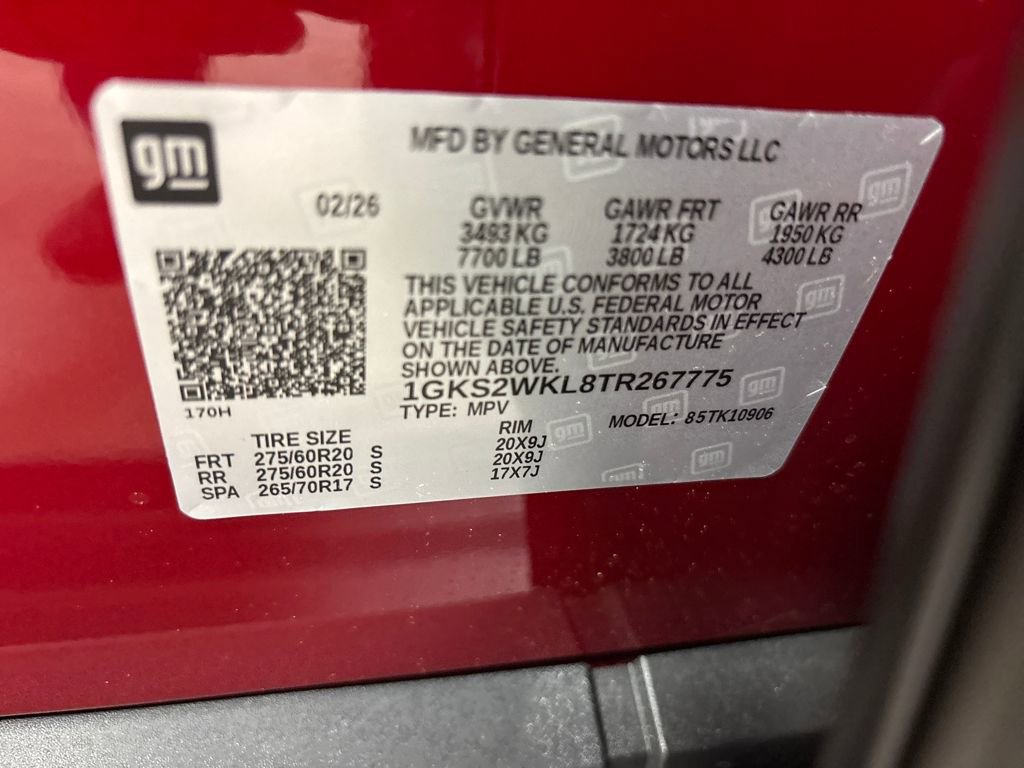 gm
MFD BY GENERAL MOTORS LLC
02/26 GVWR GAWR FRT GAWR RR
3493 KG 1724 KG 1950 KG
7700 LB 3800 LB 4300 LB
THIS VEHICLE CONFORMS TO ALL
APPLICABLE U.S. FEDERAL MOTOR
VEHICLE SAFETY STANDARDS IN EFFECT
ON THE DATE OF MANUFACTURE
SHOWN ABOVE.
1GKS2WKL8TR267775
170H TYPE: MPV MODEL: 85TK10906
TIRE SIZE RIM
FRT 275/60R20 S 20X9J
RR 275/60R20 S 20X9J
SPA 265/70R17 S 17X7J